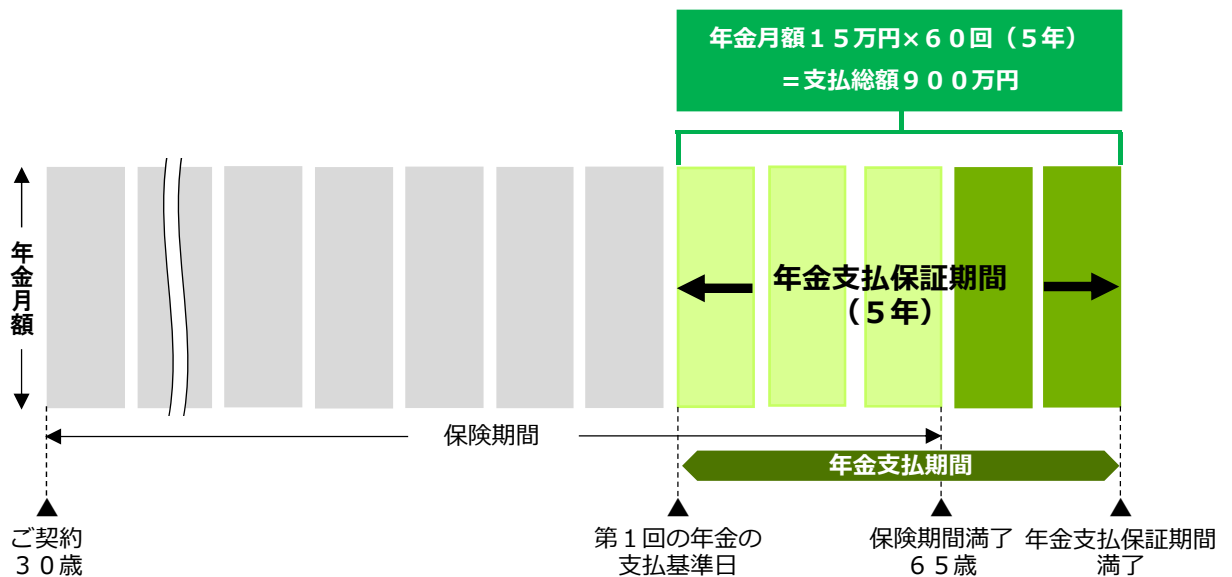 年金月額１５万円×６０回（５年）
＝支払総額９００万円
年金月額
年金支払保証期間
（５年）
保険期間
年金支払期間
ご契約
３０歳
第１回の年金の
支払基準日
保険期間満了
６５歳
年金支払保証期間
満了